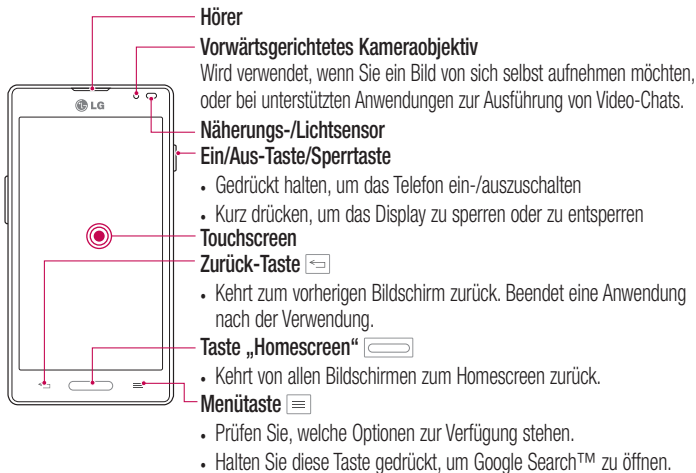 Hörer
Vorwärtsgerichtetes Kameraobjektiv
Wird verwendet, wenn Sie ein Bild von sich selbst aufnehmen möchten,
oder bei unterstützten Anwendungen zur Ausführung von Video-Chats.
LG
Näherungs-/Lichtsensor
Ein/Aus-Taste/Sperrtaste
• Gedrückt halten, um das Telefon ein-/auszuschalten
• Kurz drücken, um das Display zu sperren oder zu entsperren
Touchscreen
Zurück-Taste
• Kehrt zum vorherigen Bildschirm zurück. Beendet eine Anwendung
nach der Verwendung.
Taste „Homescreen“
• Kehrt von allen Bildschirmen zum Homescreen zurück.
Menütaste
• Prüfen Sie, welche Optionen zur Verfügung stehen.
• Halten Sie diese Taste gedrückt, um Google Search™ zu öffnen.